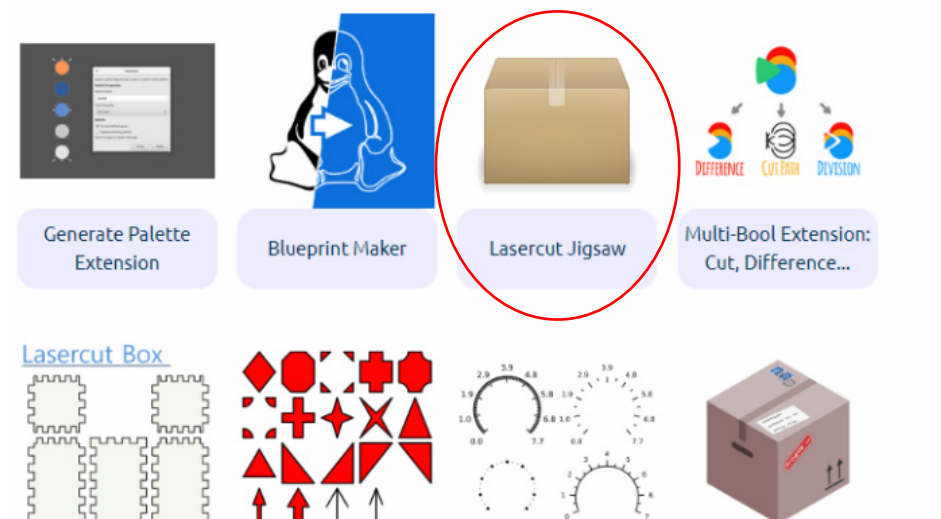 DIFFERENCE
CUT PATH
DIVISION
Generate Palette
Extension
Blueprint Maker
Lasercut Jigsaw
Multi-Bool Extension:
Cut, Difference...
Lasercut Box
3.9
2.9
4.8
1.9
5.8
1.0
6.8
0.0
7.7
3.9
2.9
4.8
1.9
5.8
1.0
6.8
0.0
7.7
0
1
2
3
4
5
6
7